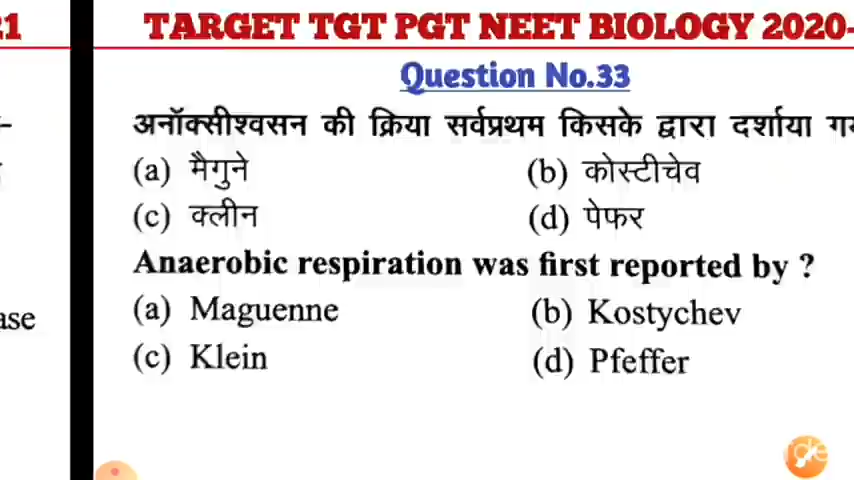 TARGET TGT PGT NEET BIOLOGY 2020-
Question No.33
अनॉक्सीश्वसन की क्रिया सर्वप्रथम किसके द्वारा दर्शाया
(a) मैगुने (b) कोस्टीचेव
(c) क्लीन (d) पेफर
Anaerobic respiration was first reported by ?
(a) Maguenne (b) Kostychev
(c) Klein (d) Pfeffer